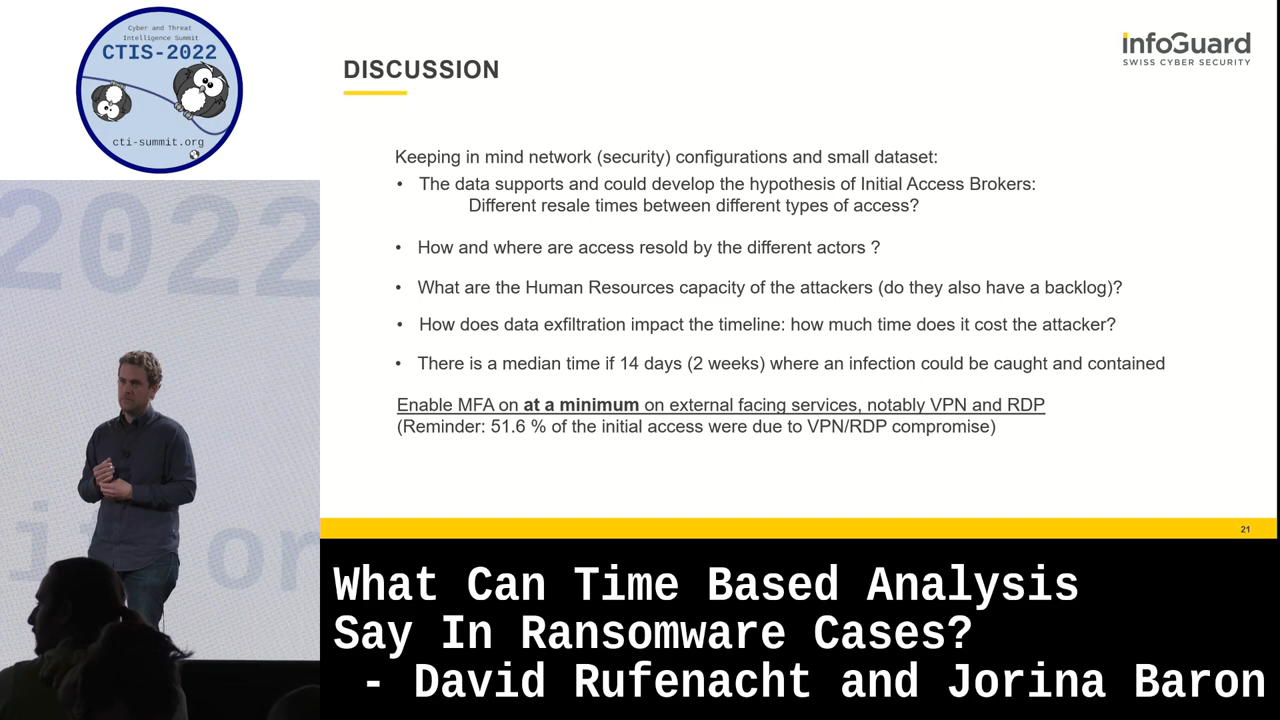 Cyber and Threat
Intelligence Summit
CTIS-2022
cti-summit.org
2022
DISCUSSION
infoGuard
SWISS CYBER SECURITY
Keeping in mind network (security) configurations and small dataset:
• The data supports and could develop the hypothesis of Initial Access Brokers:
Different resale times between different types of access?
• How and where are access resold by the different actors ?
• What are the Human Resources capacity of the attackers (do they also have a backlog)?
• How does data exfiltration impact the timeline: how much time does it cost the attacker?
• There is a median time if 14 days (2 weeks) where an infection could be caught and contained
Enable MFA on at a minimum on external facing services, notably VPN and RDP
(Reminder: 51.6 % of the initial access were due to VPN/RDP compromise)
21
What Can Time Based Analysis
Say In Ransomware Cases?
- David Rufenacht and Jorina Baron